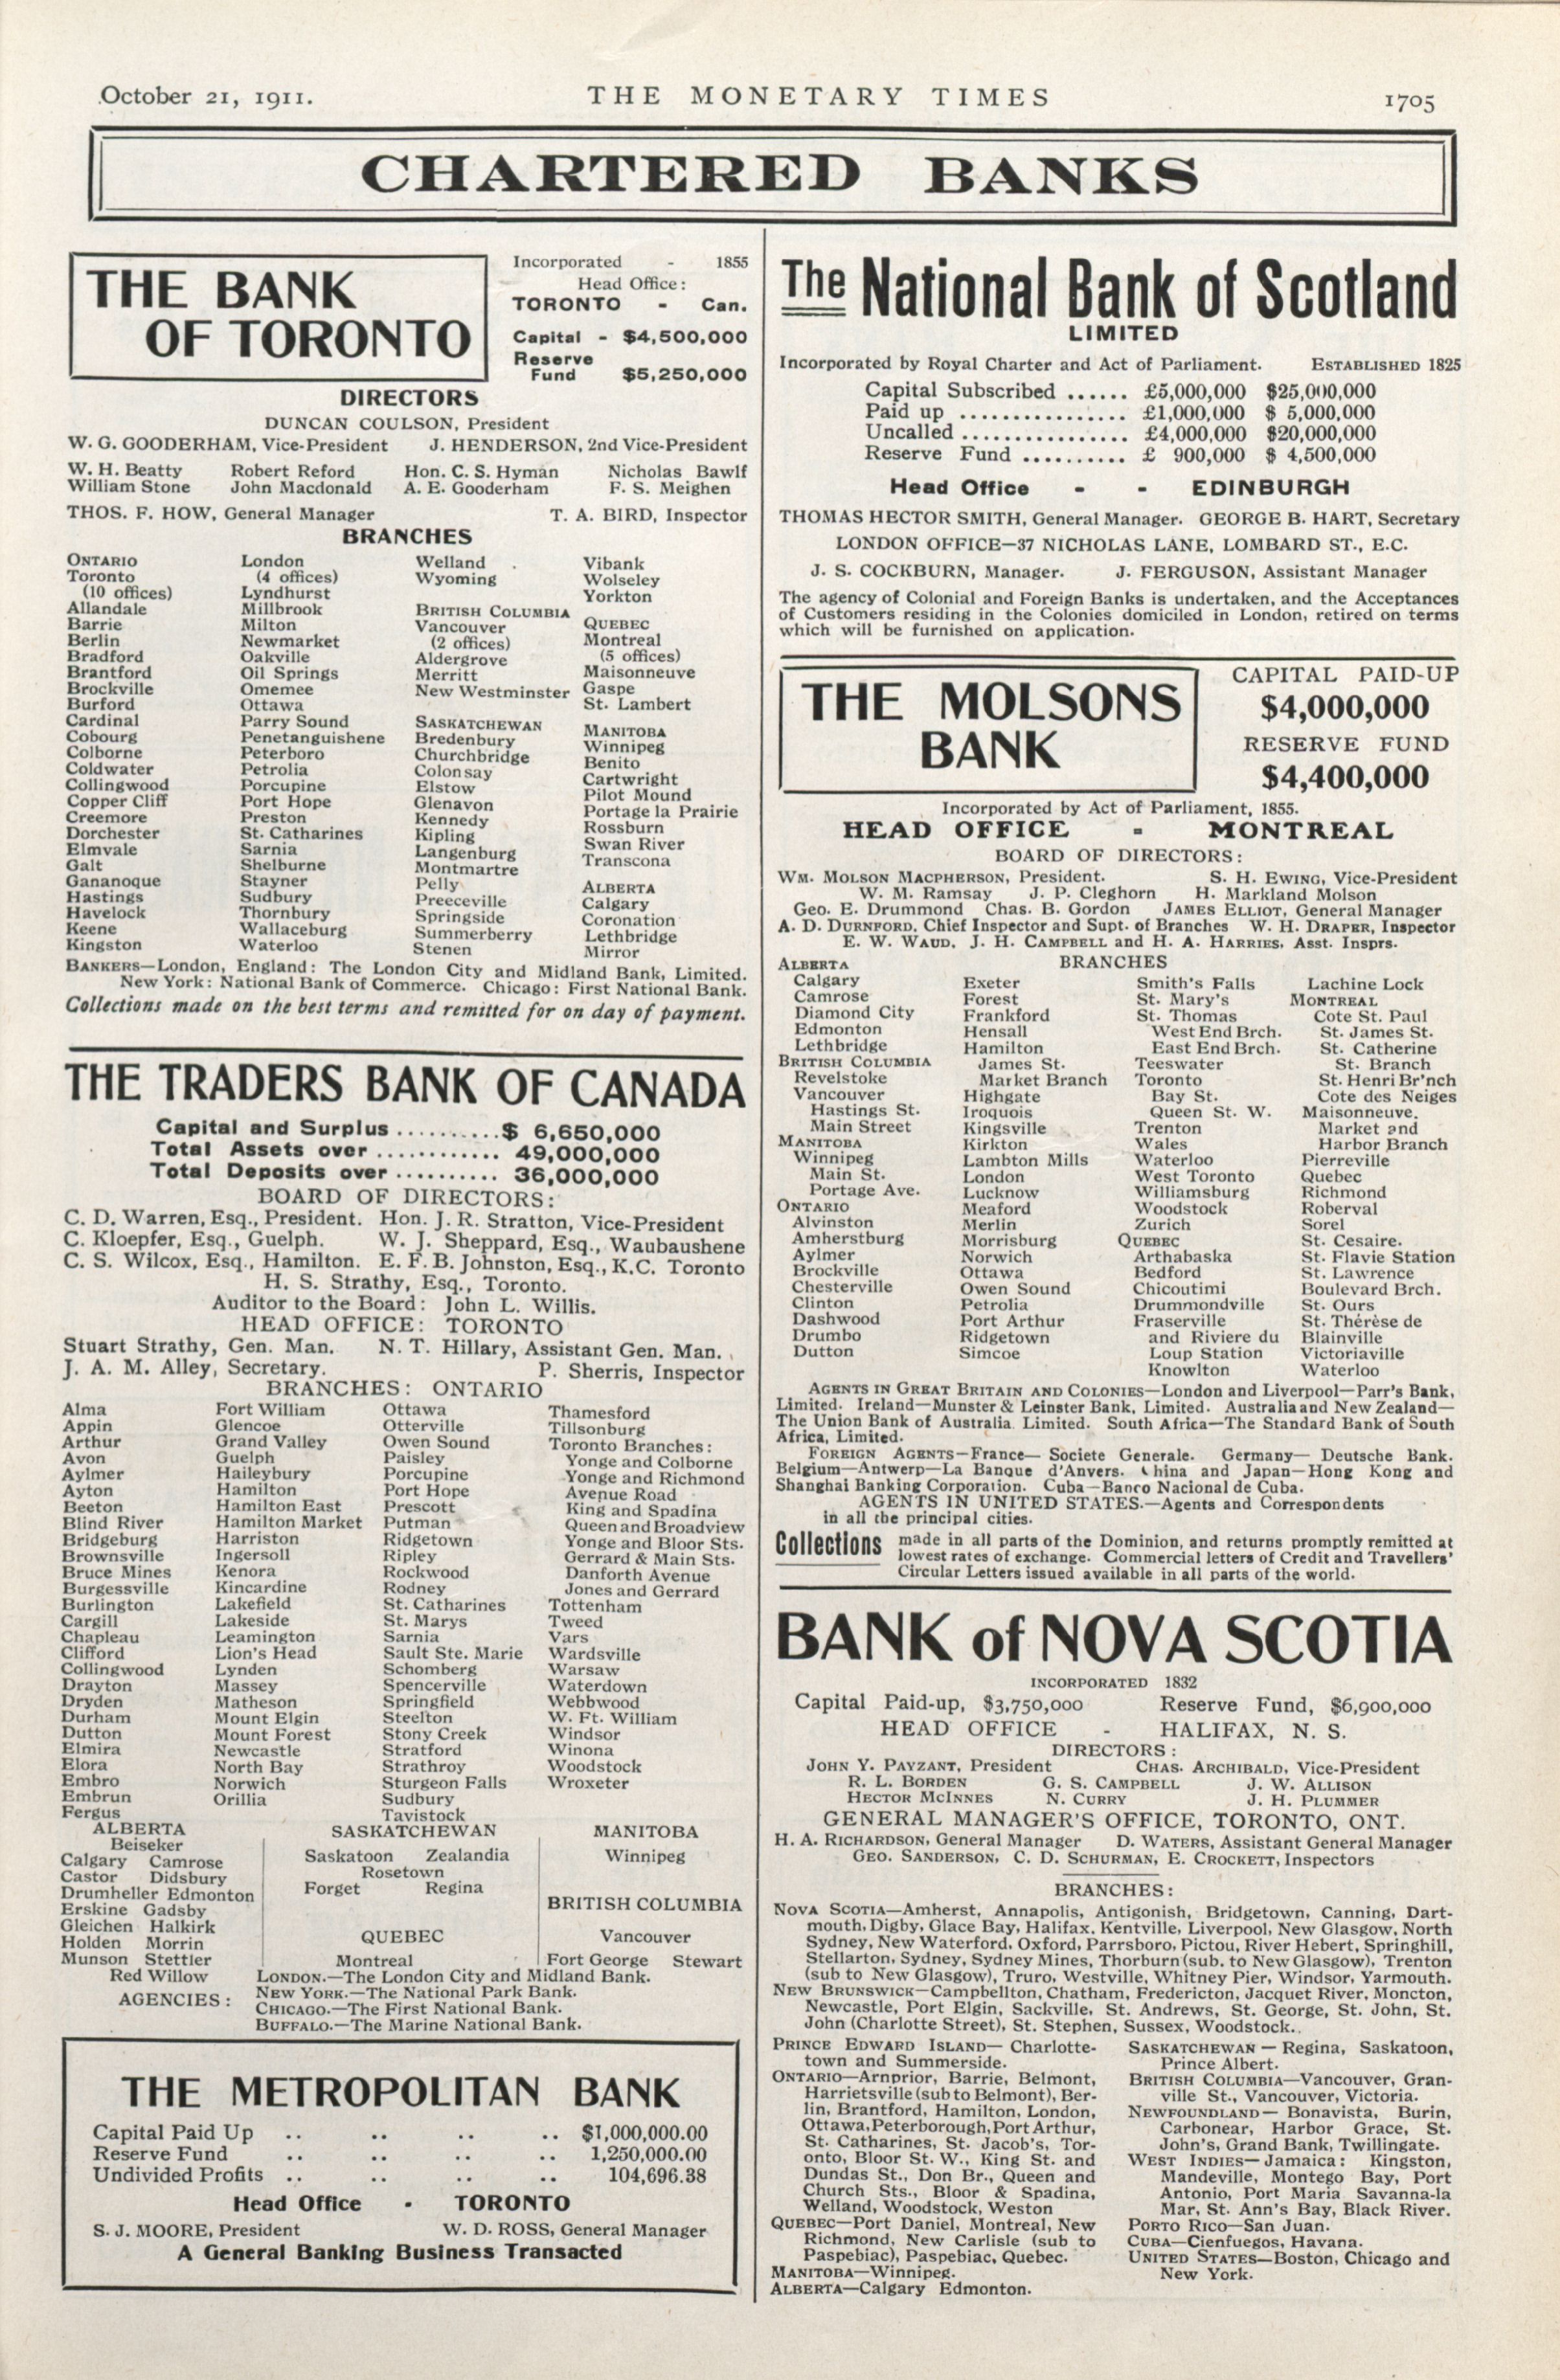 October 21, 1911.
THE MONETARY TIMES
1705
CHARTERED BANKS
THE BANK
OF TORONTO
Incorporated - 1855
Head Office:
TORONTO - Can.
Capital - $4,500,000
Reserve
Fund $5,250,000
DIRECTORS
DUNCAN COULSON, President
W. G. GOODERHAM, Vice-President J. HENDERSON, 2nd Vice-President
W. H. Beatty Robert Reford Hon. C. S. Hyman Nicholas Bawlf
William Stone John Macdonald A. E. Gooderham F. S. Meighen
THOS. F. HOW, General Manager T. A. BIRD, Inspector
BRANCHES
ONTARIO
Toronto
(10 offices)
Allandale
Barrie
Berlin
Bradford
Brantford
Brockville
Burford
Cardinal
Cobourg
Colborne
Coldwater
Collingwood
Copper Cliff
Creemore
Dorchester
Elmvale
Galt
Gananoque
Hastings
Havelock
Keene
Kingston
London
(4 offices)
Lyndhurst
Millbrook
Milton
Newmarket
Oakville
Oil Springs
Omemee
Ottawa
Parry Sound
Penetanguishene
Peterboro
Petrolia
Porcupine
Port Hope
Preston
St. Catharines
Sarnia
Shelburne
Stayner
Sudbury
Thornbury
Wallaceburg
Waterloo
Welland
Wyoming
BRITISH COLUMBIA
Vancouver
(2 offices)
Aldergrove
Merritt
New Westminster
SASKATCHEWAN
Bredenbury
Churchbridge
Colonsay
Elstow
Glenavon
Kennedy
Kipling
Langenburg
Montmartre
Pelly
Preeceville
Springside
Summerberry
Stenen
Vibank
Wolseley
Yorkton
QUEBEC
Montreal
(5 offices)
Maisonneuve
Gaspe
St. Lambert
MANITOBA
Winnipeg
Benito
Cartwright
Pilot Mound
Portage la Prairie
Rossburn
Swan River
Transcona
ALBERTA
Calgary
Coronation
Lethbridge
Mirror
BANKERS—London, England: The London City and Midland Bank, Limited.
New York: National Bank of Commerce. Chicago: First National Bank.
Collections made on the best terms and remitted for on day of payment.
THE TRADERS BANK OF CANADA
Capital and Surplus ..........$ 6,650,000
Total Assets over ............ 49,000,000
Total Deposits over .......... 36,000,000
BOARD OF DIRECTORS:
C. D. Warren, Esq., President. Hon. J. R. Stratton, Vice-President
C. Kloepfer, Esq., Guelph. W. J. Sheppard, Esq., Waubaushene
C. S. Wilcox, Esq., Hamilton. E. F. B. Johnston, Esq., K.C. Toronto
H. S. Strathy, Esq., Toronto.
Auditor to the Board: John L. Willis.
HEAD OFFICE: TORONTO
Stuart Strathy, Gen. Man. N. T. Hillary, Assistant Gen. Man.
J. A. M. Alley, Secretary. P. Sherris, Inspector
BRANCHES: ONTARIO
Alma
Appin
Arthur
Avon
Aylmer
Ayton
Beeton
Blind River
Bridgeburg
Brownsville
Bruce Mines
Burgessville
Burlington
Cargill
Chapleau
Clifford
Collingwood
Drayton
Dryden
Durham
Dutton
Elmira
Elora
Embro
Embrun
Fergus
Fort William
Glencoe
Grand Valley
Guelph
Haileybury
Hamilton
Hamilton East
Hamilton Market
Harriston
Ingersoll
Kenora
Kincardine
Lakefield
Lakeside
Leamington
Lion's Head
Lynden
Massey
Matheson
Mount Elgin
Mount Forest
Newcastle
North Bay
Norwich
Orillia
Ottawa
Otterville
Owen Sound
Paisley
Porcupine
Port Hope
Prescott
Putman
Ridgetown
Ripley
Rockwood
Rodney
St. Catharines
St. Marys
Sarnia
Sault Ste. Marie
Schomberg
Spencerville
Springfield
Steelton
Stony Creek
Stratford
Strathroy
Sturgeon Falls
Sudbury
Tavistock
Thamesford
Tillsonburg
Toronto Branches:
Yonge and Colborne
Yonge and Richmond
Avenue Road
King and Spadina
Queen and Broadview
Yonge and Bloor Sts.
Gerrard & Main Sts.
Danforth Avenue
Jones and Gerrard
Tottenham
Tweed
Vars
Wardsville
Warsaw
Waterdown
Webbwood
W. Ft. William
Windsor
Winona
Woodstock
Wroxeter
ALBERTA
Beiseker
Calgary Camrose
Castor Didsbury
Drumheller Edmonton
Erskine Gadsby
Gleichen Halkirk
Holden Morrin
Munson Stettler
Red Willow
SASKATCHEWAN
Saskatoon Zealandia
Rosetown
Forget Regina
QUEBEC
Montreal
MANITOBA
Winnipeg
BRITISH COLUMBIA
Vancouver
Fort George Stewart
AGENCIES:
LONDON.—The London City and Midland Bank.
NEW YORK.—The National Park Bank.
CHICAGO.—The First National Bank.
BUFFALO.—The Marine National Bank.
THE METROPOLITAN BANK
Capital Paid Up .. .. .. .. $1,000,000.00
Reserve Fund .. .. .. .. 1,250,000.00
Undivided Profits .. .. .. .. 104,696.38
Head Office - TORONTO
S. J. MOORE, President W. D. ROSS, General Manager
A General Banking Business Transacted
The National Bank of Scotland
LIMITED
Incorporated by Royal Charter and Act of Parliament. ESTABLISHED 1825
Capital Subscribed ...... £5,000,000 $25,000,000
Paid up ................ £1,000,000 $ 5,000,000
Uncalled ................ £4,000,000 $20,000,000
Reserve Fund .......... £ 900,000 $ 4,500,000
Head Office - - EDINBURGH
THOMAS HECTOR SMITH, General Manager. GEORGE B. HART, Secretary
LONDON OFFICE—37 NICHOLAS LANE, LOMBARD ST., E.C.
J. S. COCKBURN, Manager. J. FERGUSON, Assistant Manager
The agency of Colonial and Foreign Banks is undertaken, and the Acceptances
of Customers residing in the Colonies domiciled in London, retired on terms
which will be furnished on application.
THE MOLSONS
BANK
CAPITAL PAID-UP
$4,000,000
RESERVE FUND
$4,400,000
Incorporated by Act of Parliament, 1855.
HEAD OFFICE - MONTREAL
BOARD OF DIRECTORS:
WM. MOLSON MACPHERSON, President. S. H. EWING, Vice-President
W. M. Ramsay J. P. Cleghorn H. Markland Molson
Geo. E. Drummond Chas. B. Gordon JAMES ELLIOT, General Manager
A. D. DURNFORD, Chief Inspector and Supt. of Branches W. H. DRAPER, Inspector
E. W. WAUD, J. H. CAMPBELL and H. A. HARRIES, Asst. Insprs.
BRANCHES
ALBERTA
Calgary
Camrose
Diamond City
Edmonton
Lethbridge
BRITISH COLUMBIA
Revelstoke
Vancouver
Hastings St.
Main Street
MANITOBA
Winnipeg
Main St.
Portage Ave.
ONTARIO
Alvinston
Amherstburg
Aylmer
Brockville
Chesterville
Clinton
Dashwood
Drumbo
Dutton
Exeter
Forest
Frankford
Hensall
Hamilton
James St.
Market Branch
Highgate
Iroquois
Kingsville
Kirkton
Lambton Mills
London
Lucknow
Meaford
Merlin
Morrisburg
Norwich
Ottawa
Owen Sound
Petrolia
Port Arthur
Ridgetown
Simcoe
Smith's Falls
St. Mary's
St. Thomas
West End Brch.
East End Brch.
Teeswater
Toronto
Bay St.
Queen St. W.
Trenton
Wales
Waterloo
West Toronto
Williamsburg
Woodstock
Zurich
QUEBEC
Arthabaska
Bedford
Chicoutimi
Drummondville
Fraserville
and Riviere du
Loup Station
Knowlton
Lachine Lock
MONTREAL
Cote St. Paul
St. James St.
St. Catherine
St. Branch
St. Henri Br'nch
Cote des Neiges
Maisonneuve.
Market and
Harbor Branch
Pierreville
Quebec
Richmond
Roberval
Sorel
St. Cesaire.
St. Flavie Station
St. Lawrence
Boulevard Brch.
St. Ours
St. Thérèse de
Blainville
Victoriaville
Waterloo
AGENTS IN GREAT BRITAIN AND COLONIES—London and Liverpool—Parr's Bank,
Limited. Ireland—Munster & Leinster Bank, Limited. Australia and New Zealand—
The Union Bank of Australia Limited. South Africa—The Standard Bank of South
Africa, Limited.
FOREIGN AGENTS—France—Societe Generale. Germany—Deutsche Bank.
Belgium—Antwerp—La Banque d'Anvers. China and Japan—Hong Kong and
Shanghai Banking Corporation. Cuba—Banco Nacional de Cuba.
AGENTS IN UNITED STATES.—Agents and Correspondents
in all the principal cities.
Collections made in all parts of the Dominion, and returns promptly remitted at
lowest rates of exchange. Commercial letters of Credit and Travellers'
Circular Letters issued available in all parts of the world.
BANK of NOVA SCOTIA
INCORPORATED 1832
Capital Paid-up, $3,750,000 Reserve Fund, $6,900,000
HEAD OFFICE - HALIFAX, N. S.
DIRECTORS:
JOHN Y. PAYZANT, President CHAS. ARCHIBALD, Vice-President
R. L. BORDEN G. S. CAMPBELL J. W. ALLISON
HECTOR MCINNES N. CURRY J. H. PLUMMER
GENERAL MANAGER'S OFFICE, TORONTO, ONT.
H. A. RICHARDSON, General Manager D. WATERS, Assistant General Manager
GEO. SANDERSON, C. D. SCHURMAN, E. CROCKETT, Inspectors
BRANCHES:
NOVA SCOTIA—Amherst, Annapolis, Antigonish, Bridgetown, Canning, Dart-
mouth, Digby, Glace Bay, Halifax, Kentville, Liverpool, New Glasgow, North
Sydney, New Waterford, Oxford, Parrsboro, Pictou, River Hebert, Springhill,
Stellarton, Sydney, Sydney Mines, Thorburn (sub. to New Glasgow), Trenton
(sub to New Glasgow), Truro, Westville, Whitney Pier, Windsor, Yarmouth.
NEW BRUNSWICK—Campbellton, Chatham, Fredericton, Jacquet River, Moncton,
Newcastle, Port Elgin, Sackville, St. Andrews, St. George, St. John, St.
John (Charlotte Street), St. Stephen, Sussex, Woodstock.
PRINCE EDWARD ISLAND—Charlotte-
town and Summerside.
ONTARIO—Arnprior, Barrie, Belmont,
Harrietsville (sub to Belmont), Ber-
lin, Brantford, Hamilton, London,
Ottawa, Peterborough, Port Arthur,
St. Catharines, St. Jacob's, Tor-
onto, Bloor St. W., King St. and
Dundas St., Don Br., Queen and
Church Sts., Bloor & Spadina,
Welland, Woodstock, Weston
QUEBEC—Port Daniel, Montreal, New
Richmond, New Carlisle (sub to
Paspebiac), Paspebiac, Quebec.
MANITOBA—Winnipeg.
ALBERTA—Calgary Edmonton.
SASKATCHEWAN—Regina, Saskatoon,
Prince Albert.
BRITISH COLUMBIA—Vancouver, Gran-
ville St., Vancouver, Victoria.
NEWFOUNDLAND—Bonavista, Burin,
Carbonear, Harbor Grace, St.
John's, Grand Bank, Twillingate.
WEST INDIES—Jamaica: Kingston,
Mandeville, Montego Bay, Port
Antonio, Port Maria Savanna-la
Mar, St. Ann's Bay, Black River.
PORTO RICO—San Juan.
CUBA—Cienfuegos, Havana.
UNITED STATES—Boston, Chicago and
New York.